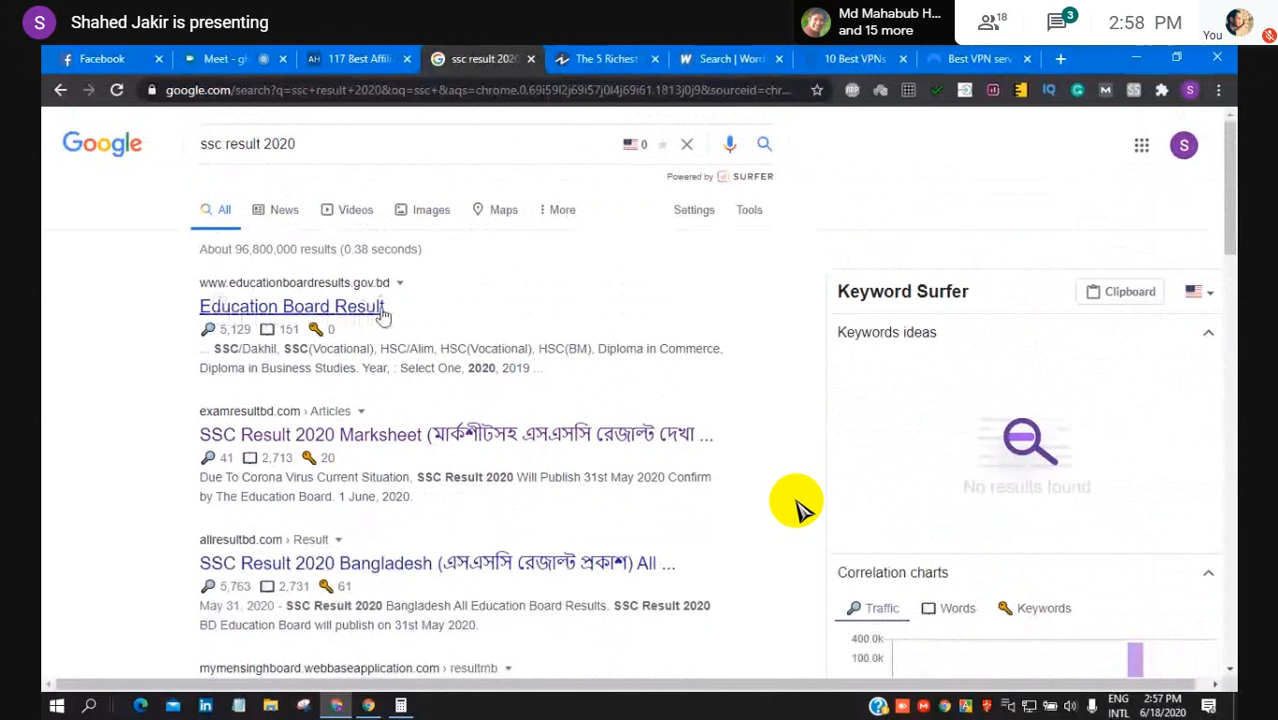 S Shahed Jakir is presenting
Md Mahabub H...
and 15 more
18
3
2:58 PM
You
Facebook
Meet - gh
AH 117 Best Affili
ssc result 2020
The 5 Richest
W Search | Word
10 Best VPNs
Best VPN serv
google.com/search?q=ssc+result+2020&oq=ssc+&aqs=chrome.0.69i59l2j69i57j0l4j69i61.1813j0j9&sourceid=chr...
Google
ssc result 2020
0
Powered by SURFER
S
All
News
Videos
Images
Maps
More
Settings
Tools
About 96,800,000 results (0.38 seconds)
www.educationboardresults.gov.bd
Education Board Result
5,129 151 0
... SSC/Dakhil, SSC(Vocational), HSC/Alim, HSC(Vocational), HSC(BM). Diploma in Commerce,
Diploma in Business Studies. Year, : Select One, 2020, 2019 ...
examresultbd.com › Articles
SSC Result 2020 Marksheet (মার্কশীটসহ এসএসসি রেজাল্ট দেখা ...
41 2,713 20
Due To Corona Virus Current Situation, SSC Result 2020 Will Publish 31st May 2020 Confirm
by The Education Board. 1 June, 2020.
allresultbd.com › Result
SSC Result 2020 Bangladesh (এসএসসি রেজাল্ট প্রকাশ) All ...
5,763 2,731 61
May 31, 2020 - SSC Result 2020 Bangladesh All Education Board Results. SSC Result 2020
BD Education Board will publish on 31st May 2020.
mymensinghboard.webbaseapplication.com › resultmb
Keyword Surfer
Clipboard
Keywords ideas
No results found
Correlation charts
Traffic
Words
Keywords
400.0k
100.0k
ENG
INTL
2:57 PM
6/18/2020